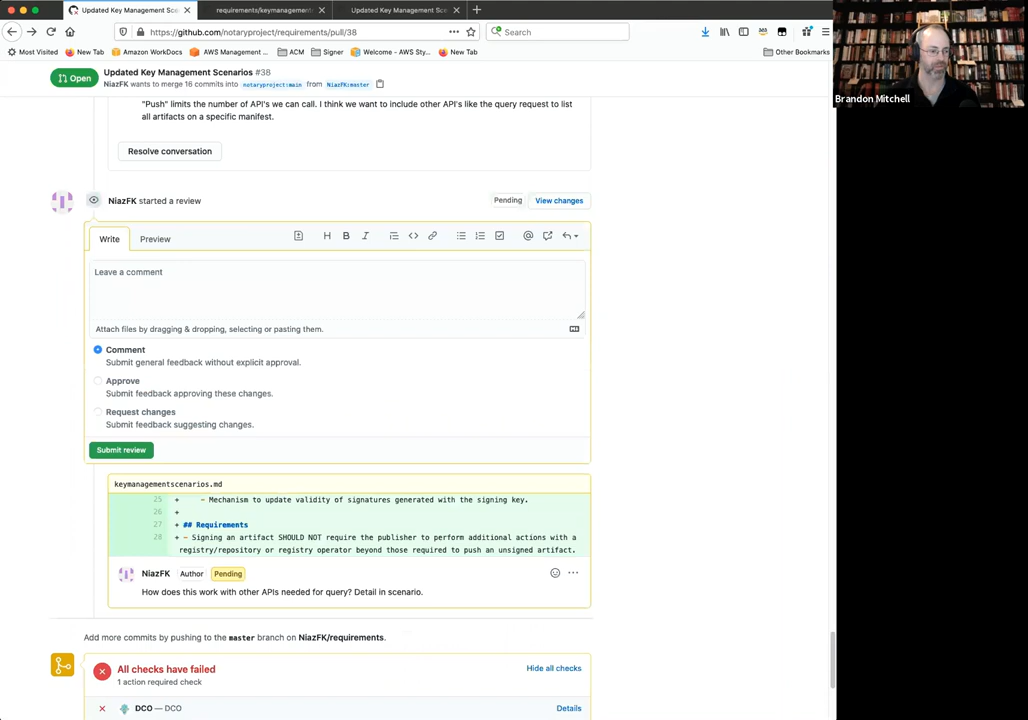 Updated Key Management Scen
requirements/keymanagement
Updated Key Management Sce
https://github.com/notaryproject/requirements/pull/38
Search
Most Visited
New Tab
Amazon WorkDocs
AWS Management ...
ACM
Signer
Welcome – AWS Sty...
New Tab
Other Bookmarks
Open
Updated Key Management Scenarios #38
NiazFK wants to merge 16 commits into notaryproject:main from NiazFK:master
"Push" limits the number of API's we can call. I think we want to include other API's like the query request to list
all artifacts on a specific manifest.
Resolve conversation
NiazFK started a review
Pending
View changes
Write
Preview
Leave a comment
Attach files by dragging & dropping, selecting or pasting them.
Comment
Submit general feedback without explicit approval.
Approve
Submit feedback approving these changes.
Request changes
Submit feedback suggesting changes.
Submit review
keymanagementscenarios.md
25 + - Mechanism to update validity of signatures generated with the signing key.
26 +
27 + ## Requirements
28 + - Signing an artifact SHOULD NOT require the publisher to perform additional actions with a
registry/repository or registry operator beyond those required to push an unsigned artifact.
NiazFK Author Pending
How does this work with other APIs needed for query? Detail in scenario.
Add more commits by pushing to the master branch on NiazFK/requirements.
All checks have failed
1 action required check
Hide all checks
DCO — DCO
Details
Brandon Mitchell